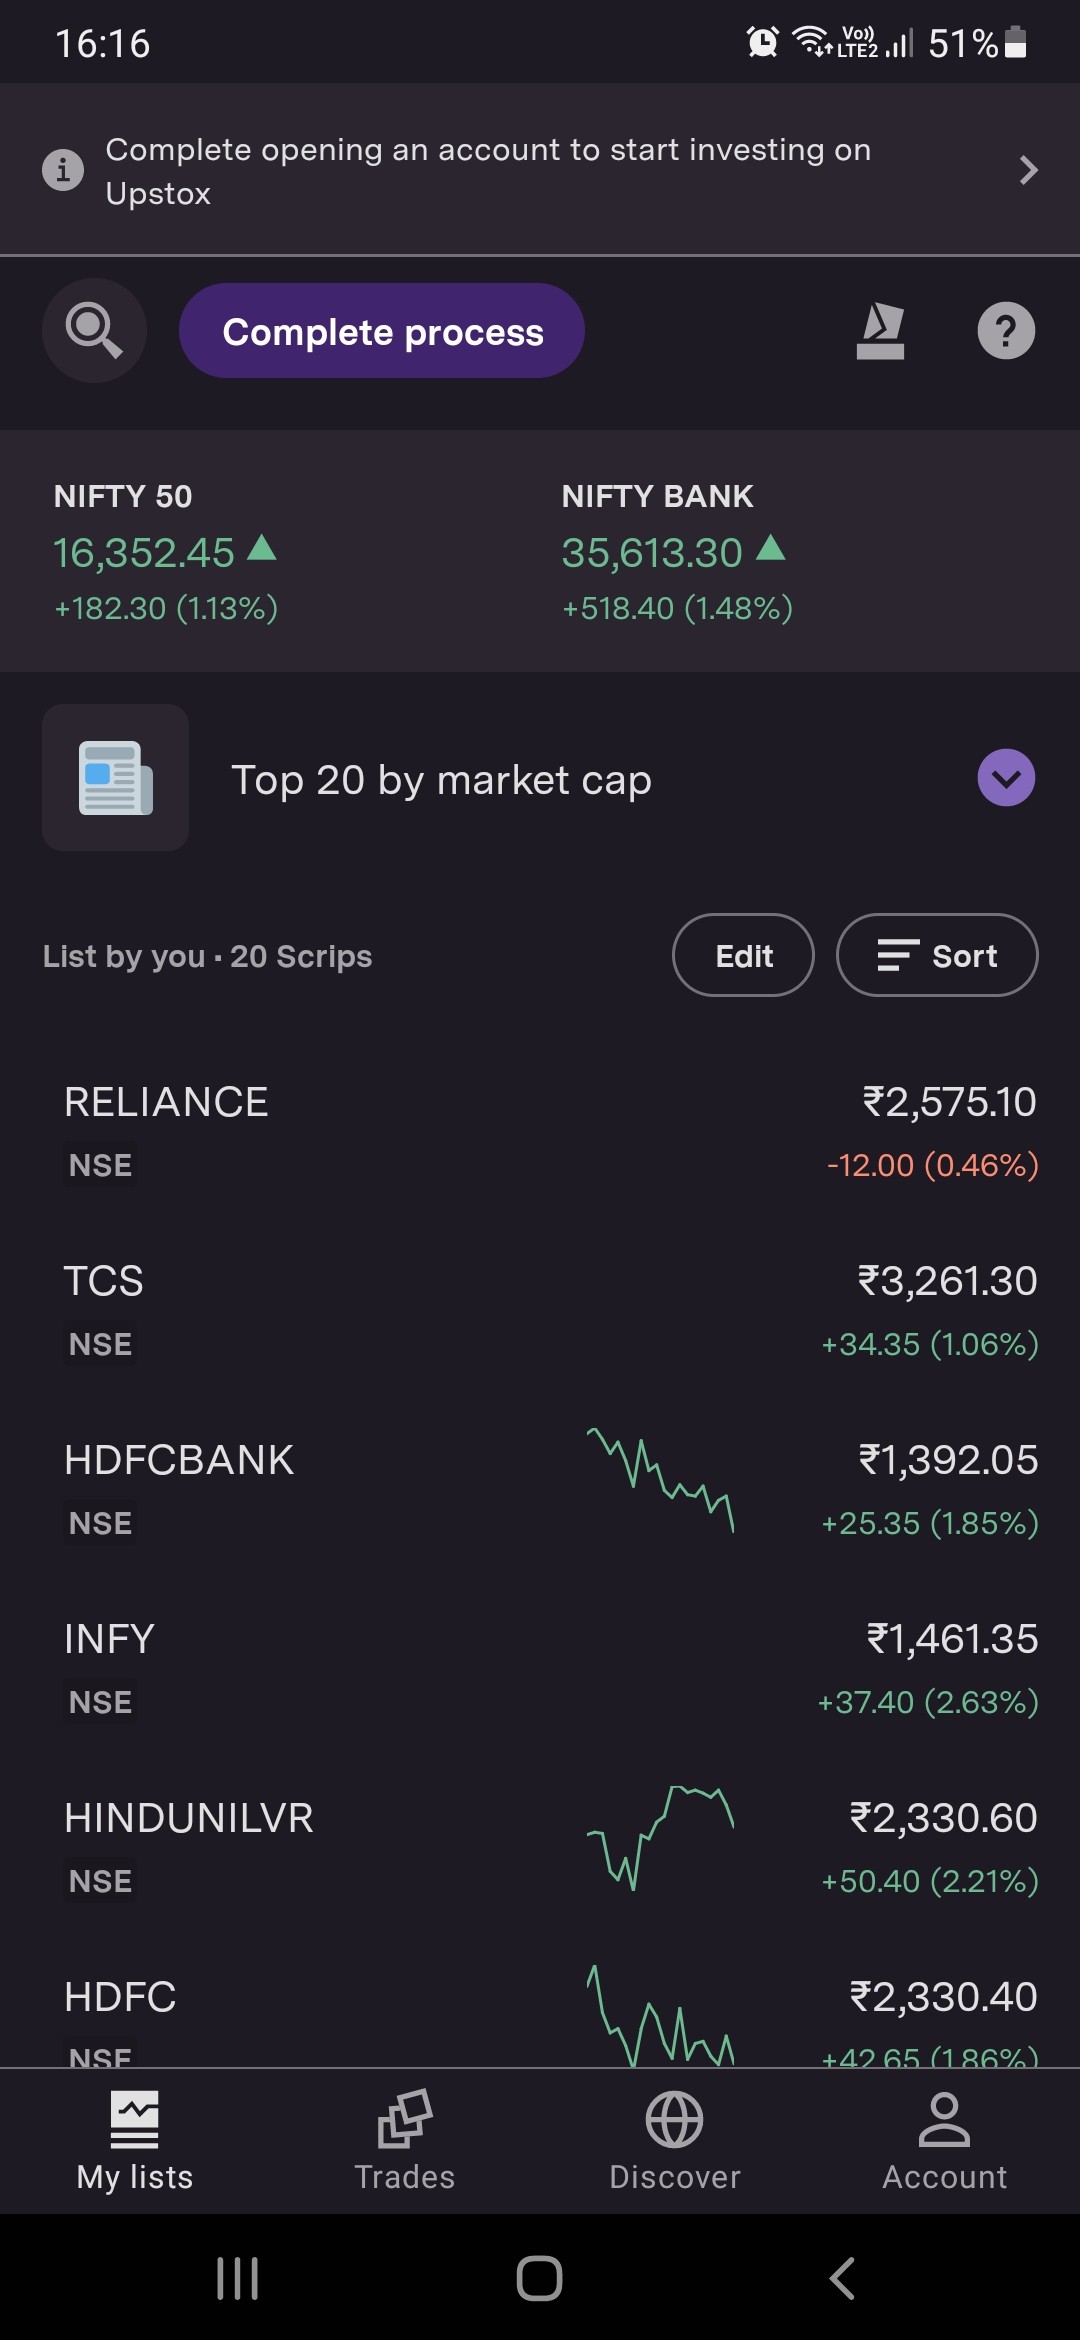 16:16
Vo))
LTE2
51%
Complete opening an account to start investing on
Upstox
Complete process
NIFTY 50
16,352.45
+182.30 (1.13%)
NIFTY BANK
35,613.30
+518.40 (1.48%)
Top 20 by market cap
List by you · 20 Scrips
Edit
Sort
RELIANCE
₹2,575.10
NSE
-12.00 (0.46%)
TCS
₹3,261.30
NSE
+34.35 (1.06%)
HDFCBANK
₹1,392.05
NSE
+25.35 (1.85%)
INFY
₹1,461.35
NSE
+37.40 (2.63%)
HINDUNILVR
₹2,330.60
NSE
+50.40 (2.21%)
HDFC
₹2,330.40
NSE
+42.65 (1.86%)
My lists
Trades
Discover
Account